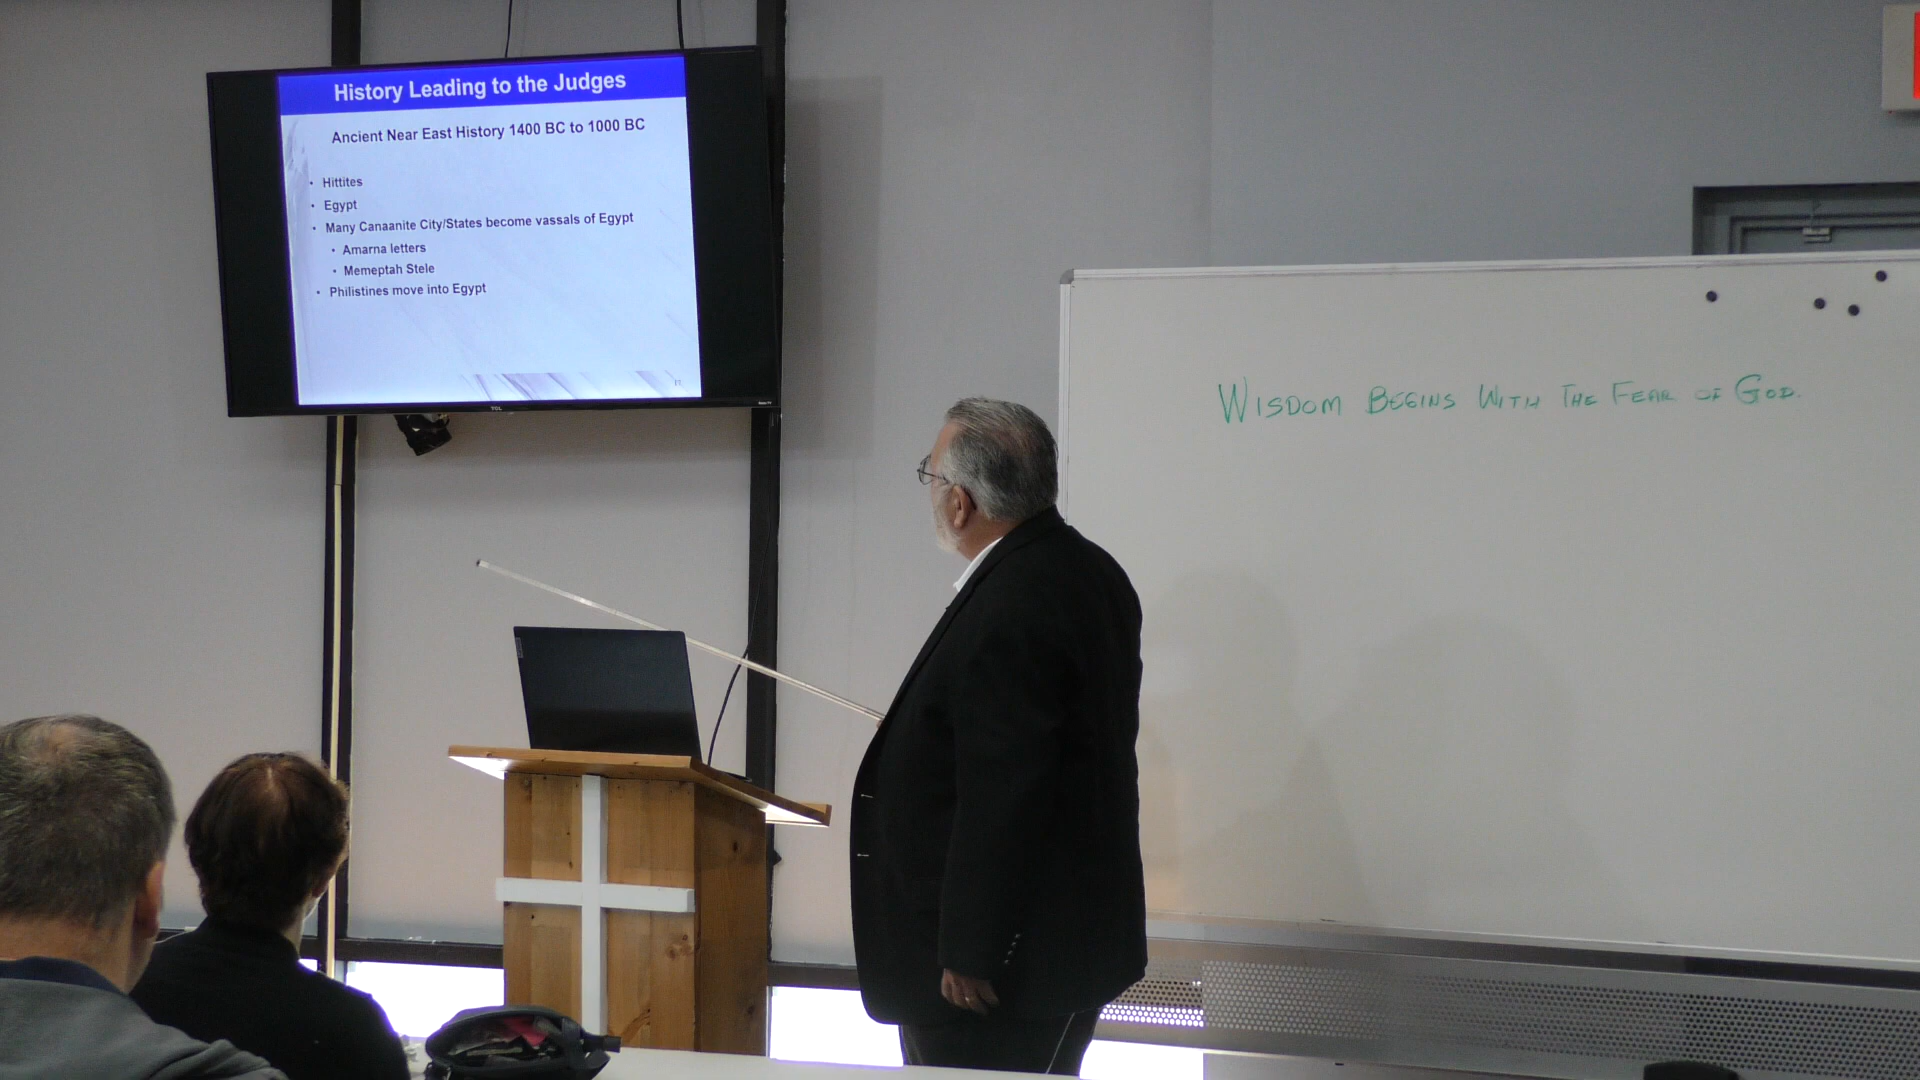 History Leading to the Judges
Ancient Near East History 1400 BC to 1000 BC
• Hittites
• Egypt
• Many Canaanite City/States become vassals of Egypt
• Amarna letters
• Memeptah Stele
• Philistines move into Egypt
TCL
WISDOM BEGINS WITH THE FEAR OF GOD.